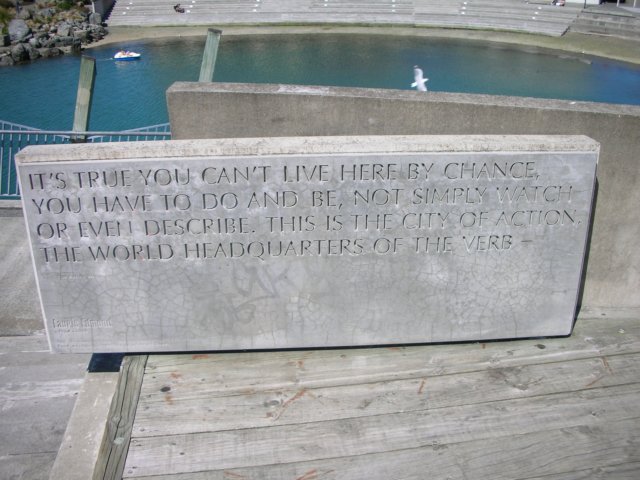 IT'S TRUE YOU CAN'T LIVE HERE BY CHANCE,
YOU HAVE TO DO AND BE, NOT SIMPLY WATCH
OR EVEN DESCRIBE. THIS IS THE CITY OF ACTION,
THE WORLD HEADQUARTERS OF THE VERB –